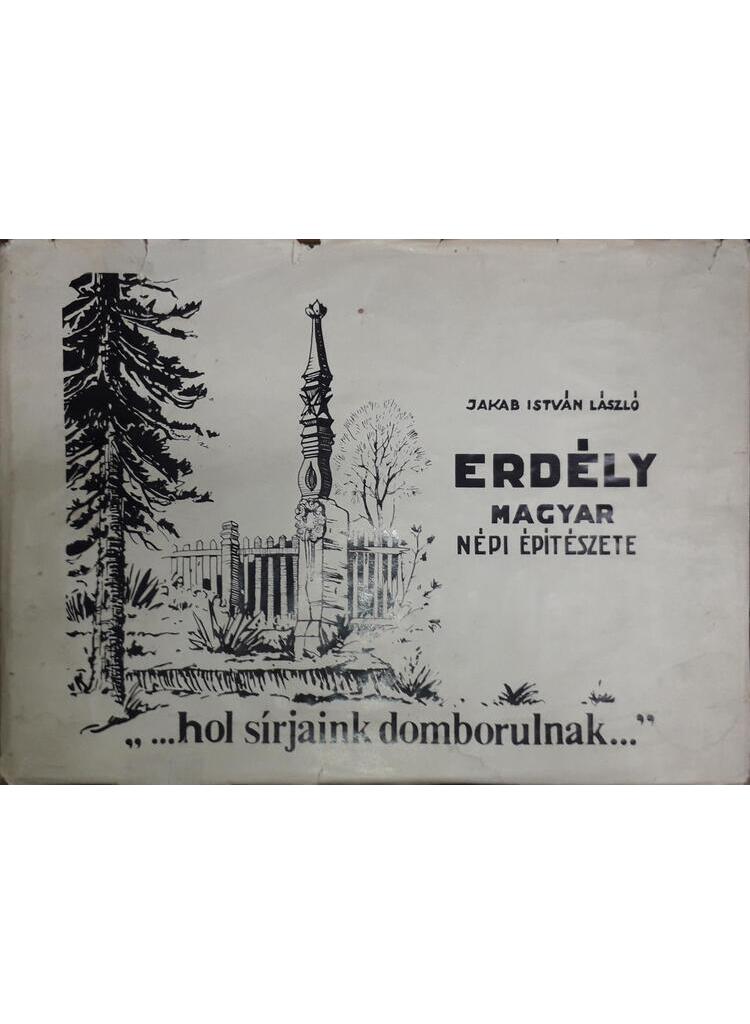 JAKAB ISTVÁN LÁSZLÓ
ERDÉLY
MAGYAR
NÉPI ÉPÍTÉSZETE
„...hol sírjaink domborulnak...”